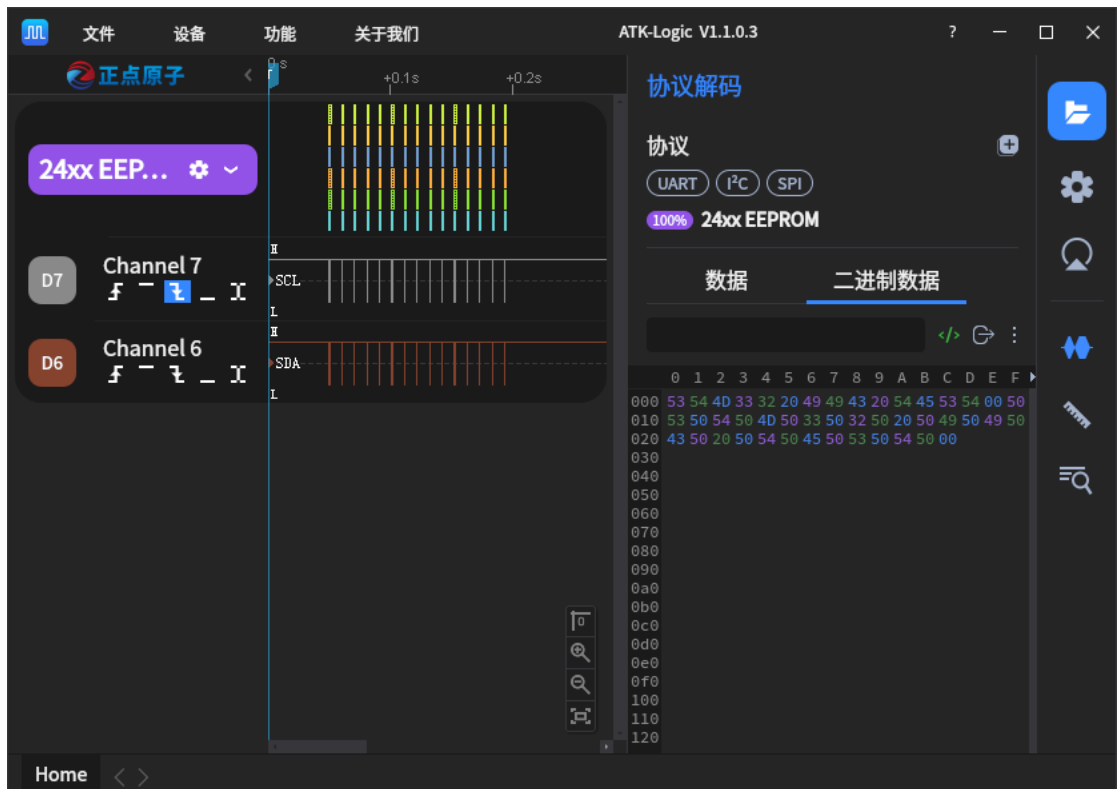 文件 设备 功能 关于我们 ATK-Logic V1.1.0.3 ?
正点原子
0 s +0.1s +0.2s
T
24xx EEP...
D7 Channel 7
H
SCL
L
D6 Channel 6
H
SDA
L
协议解码
协议
UART I²C SPI
100% 24xx EEPROM
数据 二进制数据
</>
0 1 2 3 4 5 6 7 8 9 A B C D E F
000 53 54 4D 33 32 20 49 49 43 20 54 45 53 54 00 50
010 53 50 54 50 4D 50 33 50 32 50 20 50 49 50 49 50
020 43 50 20 50 54 50 45 50 53 50 54 50 00
030
040
050
060
070
080
090
0a0
0b0
0c0
0d0
0e0
0f0
100
110
120
Home